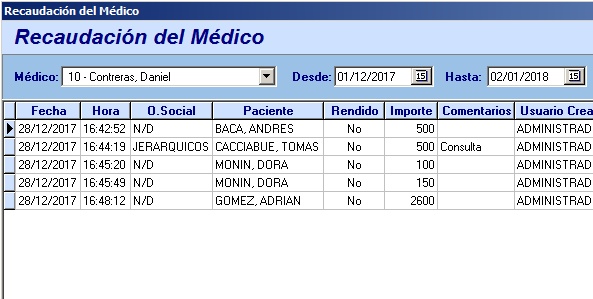 Recaudación del Médico
Recaudación del Médico
Médico: 10 - Contreras, Daniel Desde: 01/12/2017 15 Hasta: 02/01/2018 15
Fecha Hora O.Social Paciente Rendido Importe Comentarios Usuario Crea
28/12/2017 16:42:52 N/D BACA, ANDRES No 500 ADMINISTRAD
28/12/2017 16:44:19 JERARQUICOS CACCIABUE, TOMAS No 500 Consulta ADMINISTRAD
28/12/2017 16:45:20 N/D MONIN, DORA No 100 ADMINISTRAD
28/12/2017 16:45:49 N/D MONIN, DORA No 150 ADMINISTRAD
28/12/2017 16:48:12 N/D GOMEZ, ADRIAN No 2600 ADMINISTRAD